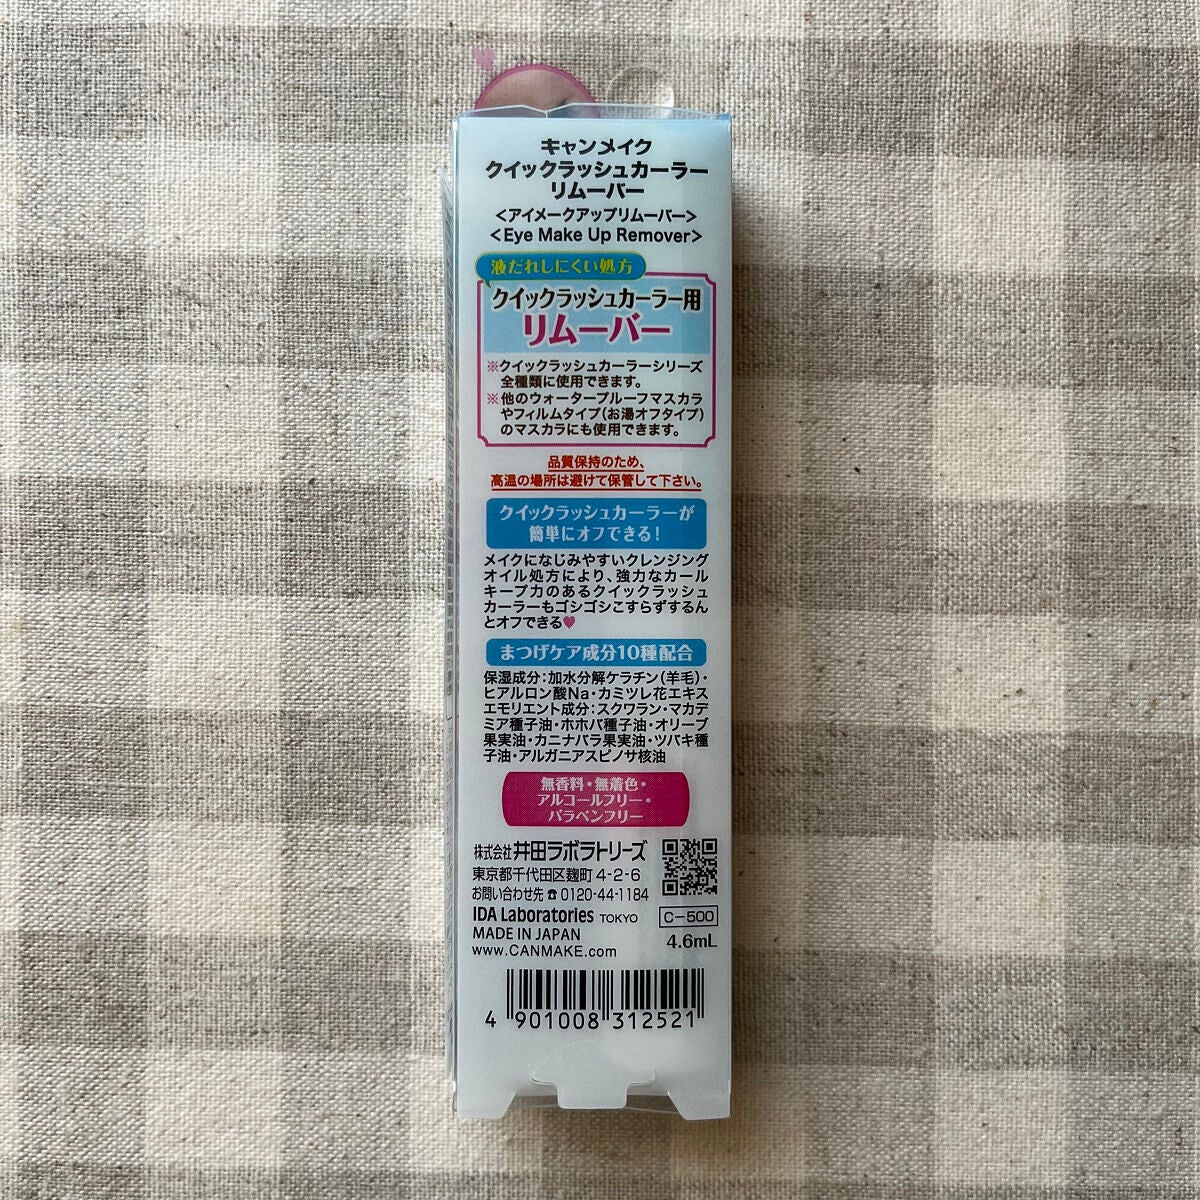 キャンメイク
クイックラッシュカーラー
リムーバー
<アイメークアップリムーバー>
<Eye Make Up Remover>
液だれしにくい処方
クイックラッシュカーラー用
リムーバー
※クイックラッシュカーラーシリーズ
全種類に使用できます。
※他のウォータープルーフマスカラ
やフィルムタイプ(お湯オフタイプ)
のマスカラにも使用できます。
品質保持のため、
高温の場所は避けて保管して下さい。
クイックラッシュカーラーが
簡単にオフできる!
メイクになじみやすいクレンジング
オイル処方により、強力なカール
キープ力のあるクイックラッシュ
カーラーもゴシゴシこすらずするん
とオフできる♥
まつげケア成分10種配合
保湿成分:加水分解ケラチン(羊毛)・
ヒアルロン酸Na・カミツレ花エキス
エモリエント成分:スクワラン・マカデ
ミア種子油・ホホバ種子油・オリーブ
果実油・カニナバラ果実油・ツバキ種
子油・アルガニアスピノサ核油
無香料・無着色・
アルコールフリー・
パラベンフリー
株式会社 井田ラボラトリーズ
東京都千代田区麹町4-2-6
お問い合わせ先☎0120-44-1184
IDA Laboratories TOKYO
C-500
MADE IN JAPAN
4.6mL
www.CANMAKE.com
4 901008 312521